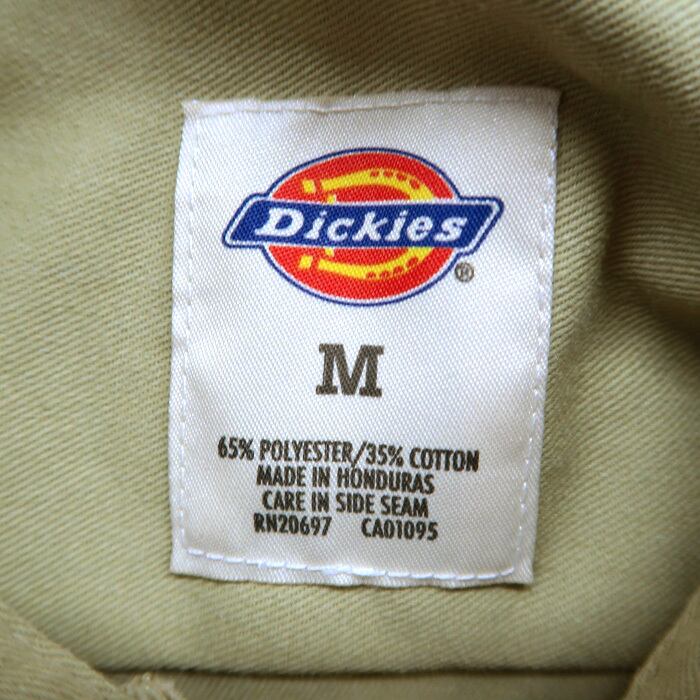 Dickies
®
M
65% POLYESTER/35% COTTON
MADE IN HONDURAS
CARE IN SIDE SEAM
RN20697 CA01095